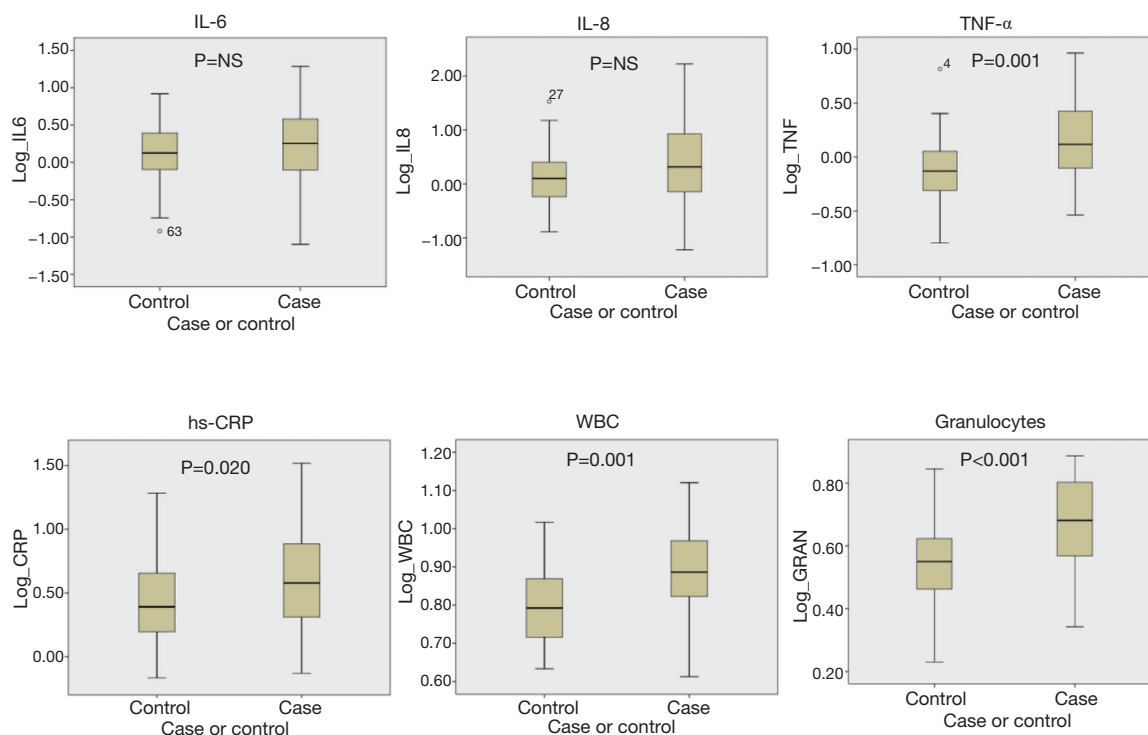 IL-6
1.50
1.00
0.50
0.00
−0.50
−1.00
−1.50
Log_IL6
P=NS
63
Control Case
Case or control
IL-8
2.00
1.00
0.00
−1.00
Log_IL8
P=NS
27
Control Case
Case or control
TNF-α
1.00
0.50
0.00
−0.50
−1.00
Log_TNF
P=0.001
4
Control Case
Case or control
hs-CRP
1.50
1.00
0.50
0.00
Log_CRP
P=0.020
Control Case
Case or control
WBC
1.20
1.10
1.00
0.90
0.80
0.70
0.60
Log_WBC
P=0.001
Control Case
Case or control
Granulocytes
0.80
0.60
0.40
0.20
Log_GRAN
P<0.001
Control Case
Case or control